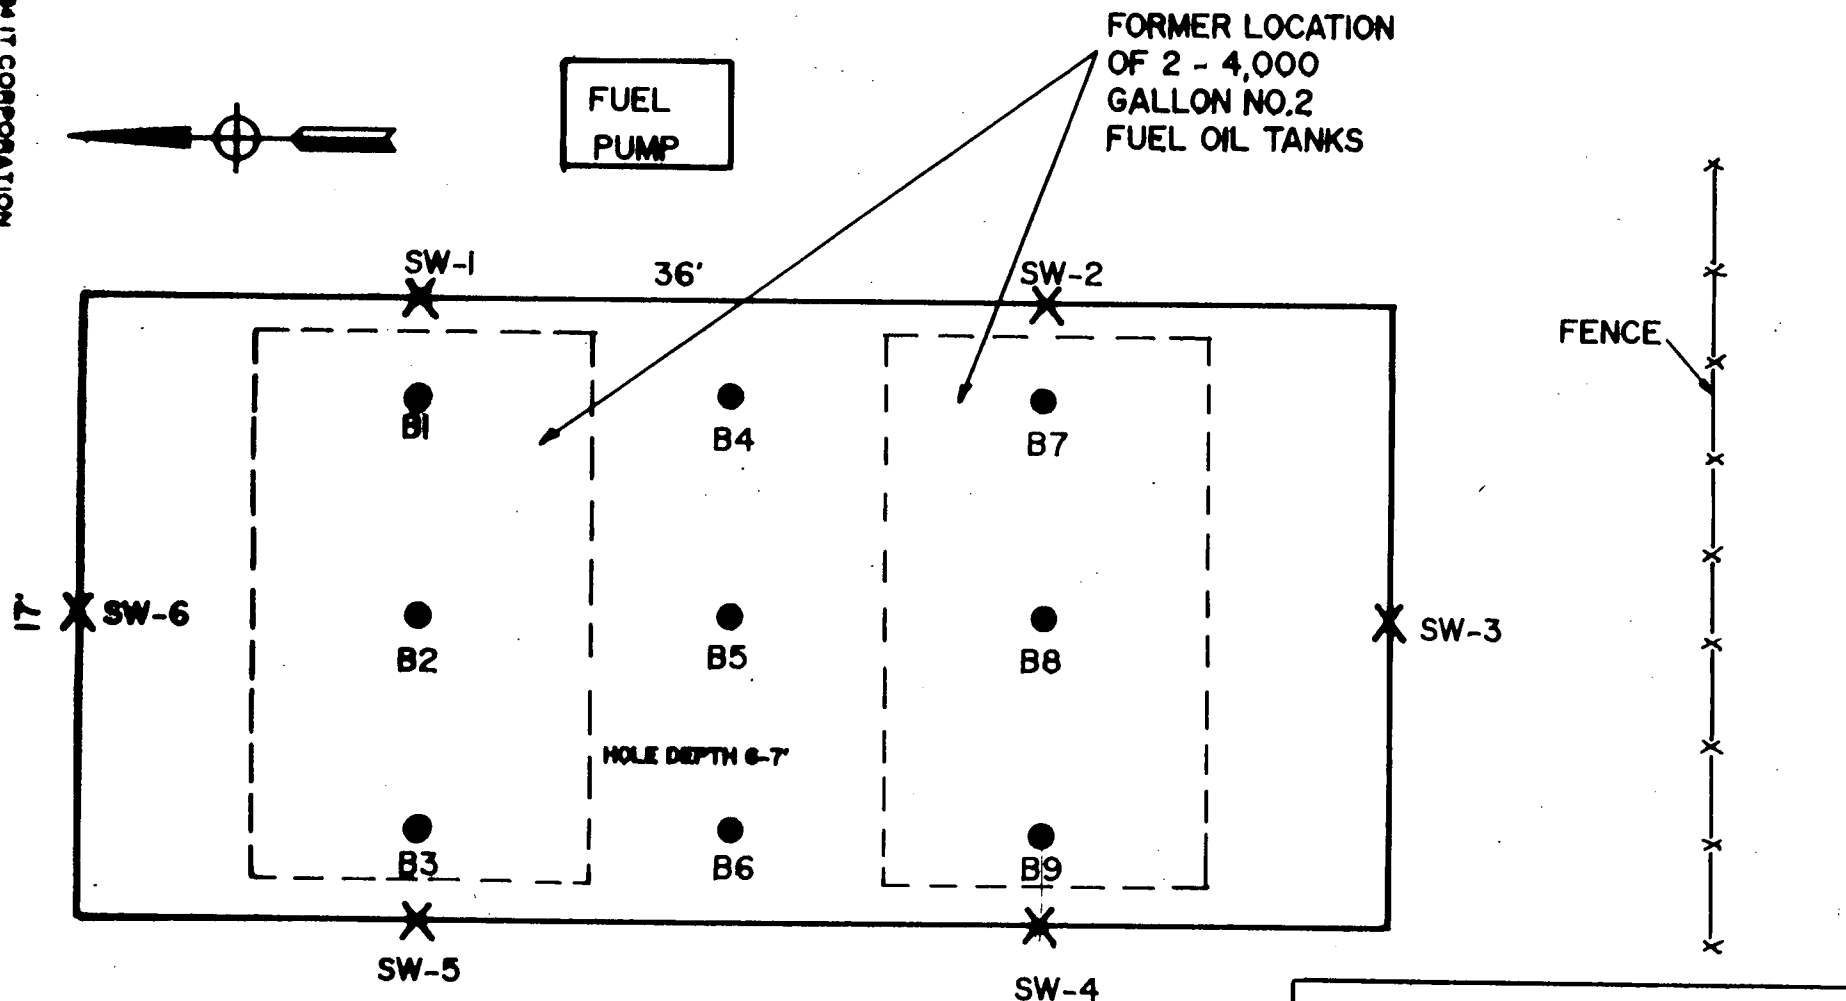 IT CORPORATION
FORMER LOCATION
OF 2 - 4,000
GALLON NO.2
FUEL OIL TANKS
FUEL
PUMP
SW-1
36'
SW-2
FENCE
B1
B4
B7
17'
SW-6
SW-3
B2
B5
B8
HOLE DEPTH 6-7'
B3
B6
B9
SW-5
SW-4